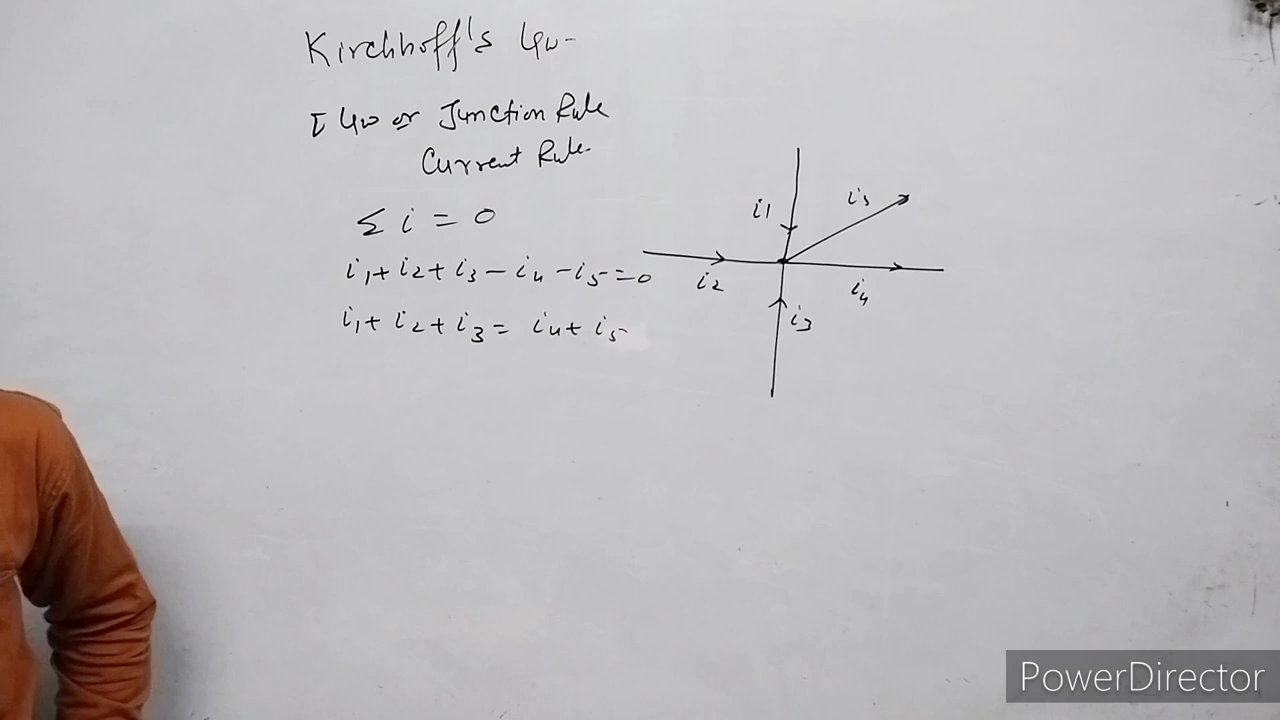 Kirchhoff's Law-
I Law or Junction Rule
Current Rule.
Σ i = 0
i1 + i2 + i3 - i4 - i5 = 0
i1 + i2 + i3 = i4 + i5
i1
i5
i2
i4
i3
PowerDirector